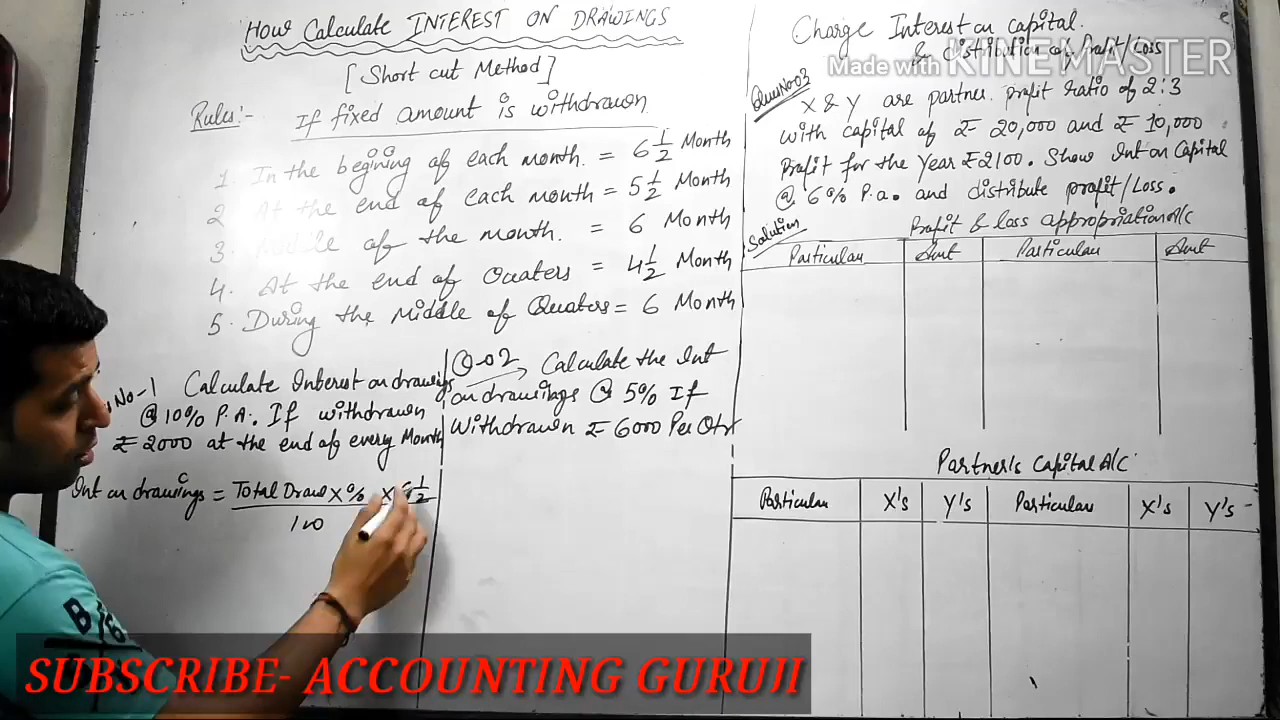 How Calculate INTEREST ON DRAWINGS
[Short cut Method]
Rules:- If fixed amount is withdrawn
1. In the begining of each month. = 6 1/2 Month
2. At the end of each month = 5 1/2 Month
3. Middle of the month. = 6 Month
4. At the end of Quaters = 4 1/2 Month
5. During the Middle of Quaters = 6 Month
No-1 Calculate Interest on drawings
@ 10% P.A. If withdrawn
₹ 2000 at the end of every Month
Int on drawings = Total Draw X % X 1/2
100
Q-02 Calculate the Int
on drawings @ 5% If
Withdrawn ₹ 6000 Per Qtr
Charge Interest on capital.
& distribution of Profit/Loss
Made with KINEMASTER
Ques No 03
X & Y are partner. profit ratio of 2:3
with capital of ₹ 20,000 and ₹ 10,000
Profit for the Year ₹ 2100. Show Int on Capital
@ 6% P.a. and distribute profit/Loss.
Solution
Profit & loss appropriation A/c
Particular Amt Particular Amt
Partner's Capital A/C
Particular X's Y's Particular X's Y's
SUBSCRIBE- ACCOUNTING GURUJI